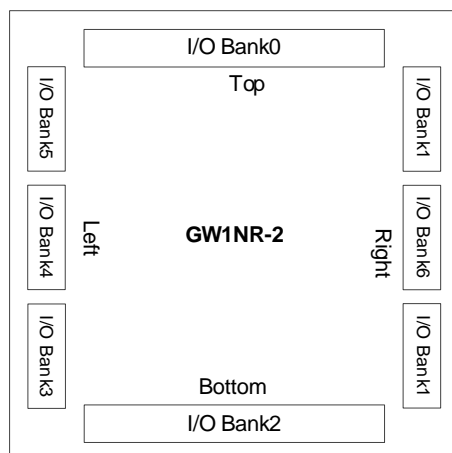 I/O Bank0
Top
I/O Bank5
I/O Bank1
Left
I/O Bank4
GW1NR-2
Right
I/O Bank6
I/O Bank3
I/O Bank1
Bottom
I/O Bank2